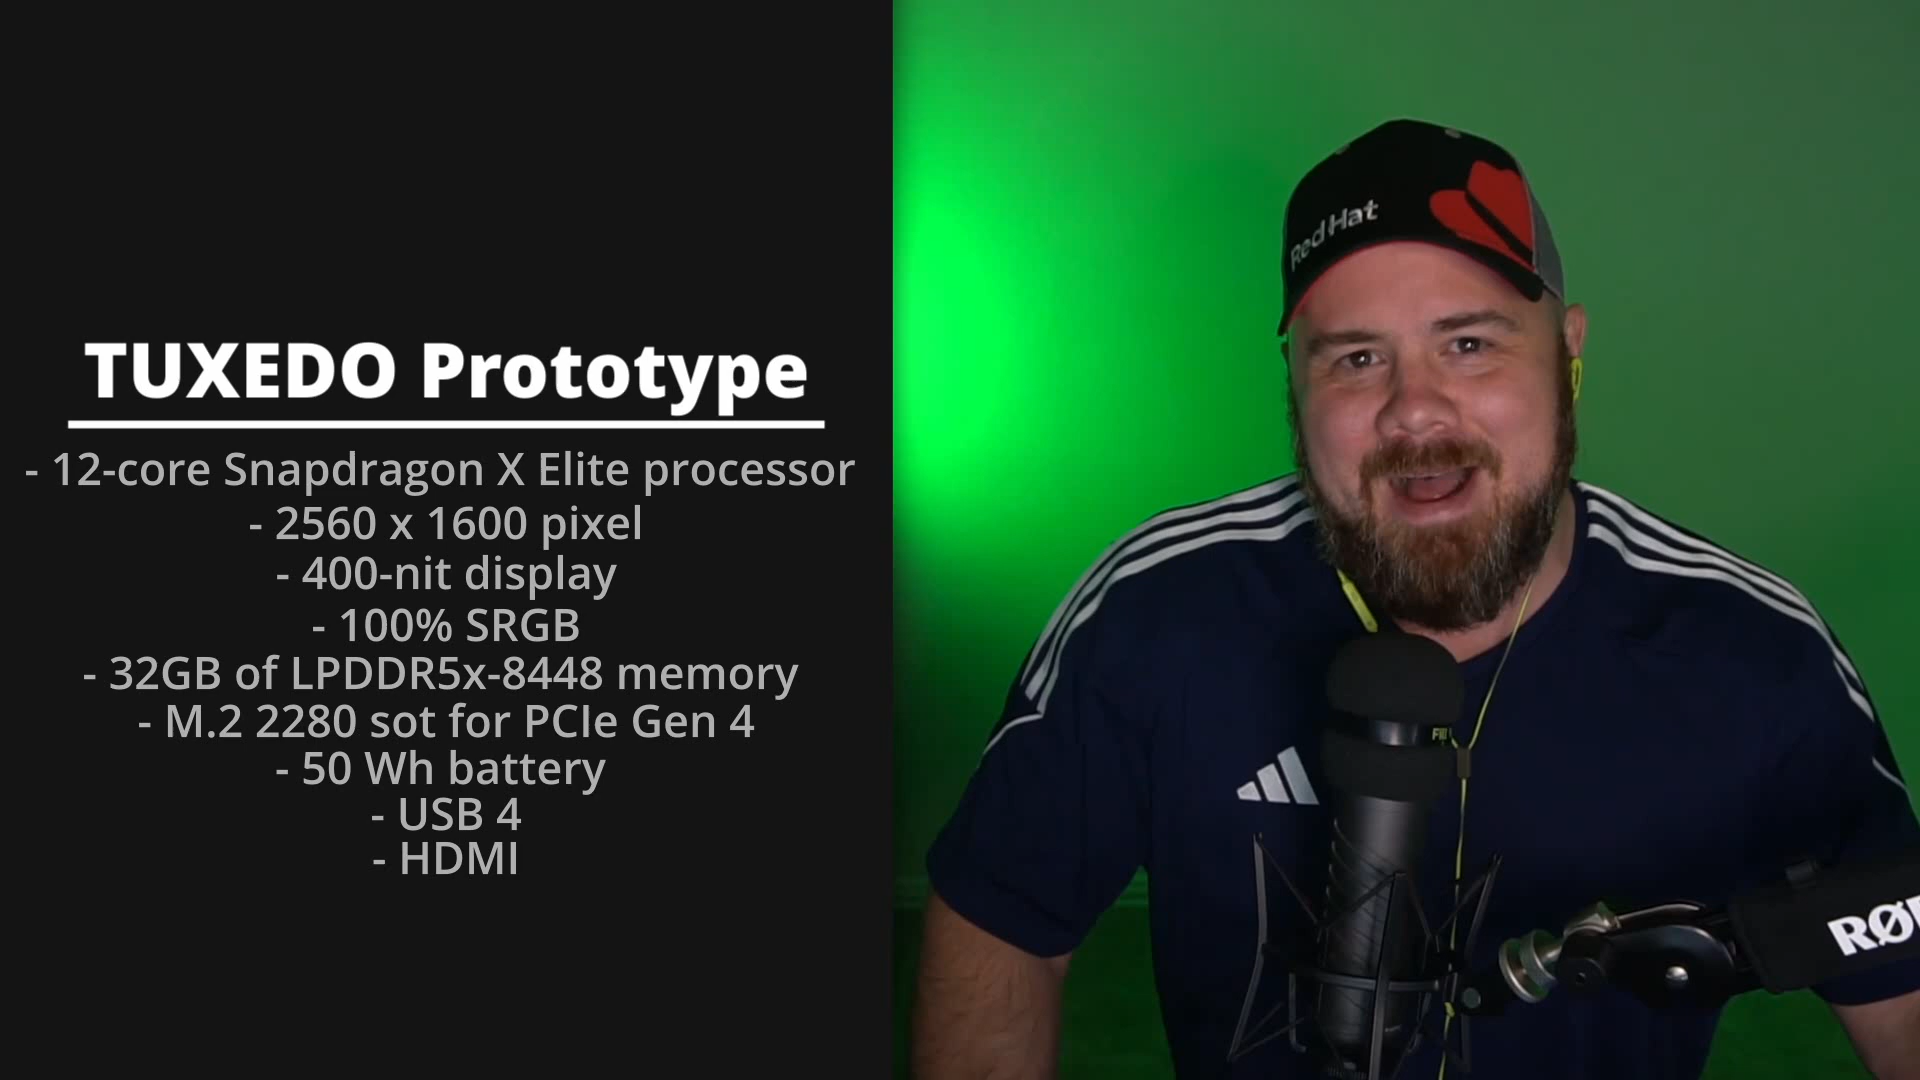 TUXEDO Prototype
- 12-core Snapdragon X Elite processor
- 2560 x 1600 pixel
- 400-nit display
- 100% SRGB
- 32GB of LPDDR5x-8448 memory
- M.2 2280 sot for PCIe Gen 4
- 50 Wh battery
- USB 4
- HDMI
Red Hat